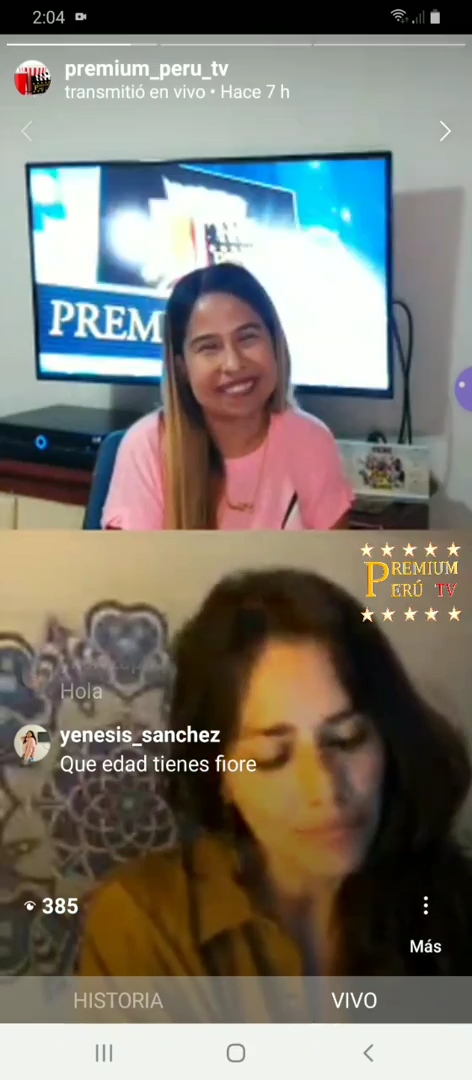 2:04
premium_peru_tv
transmitió en vivo • Hace 7 h
PREM
PREMIUM
PERÚ TV
Hola
yenesis_sanchez
Que edad tienes fiore
385
Más
HISTORIA
VIVO